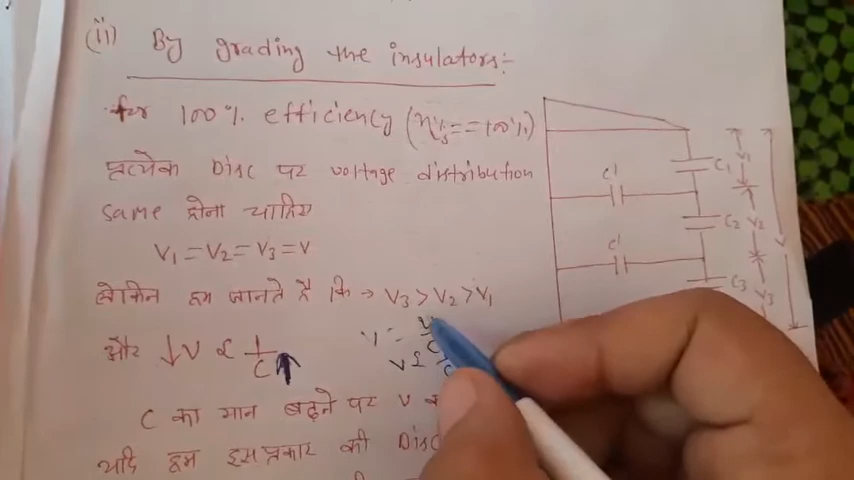 (ii) By grading the insulators:-
for 100% efficiency (η%s = 100%)
प्रत्येक Disc पर voltage distribution
same होना चाहिए
V₁ = V₂ = V₃ = V
लेकिन हम जानते है कि → V₃ > V₂ > V₁
और ↓V ∝ 1/C ↑
V ∝
C का मान बढ़ने पर V
यदि हम इस प्रकार की Disc
C'
C₁
V₁
C₂
V₂
C'
C₃
V₃
V